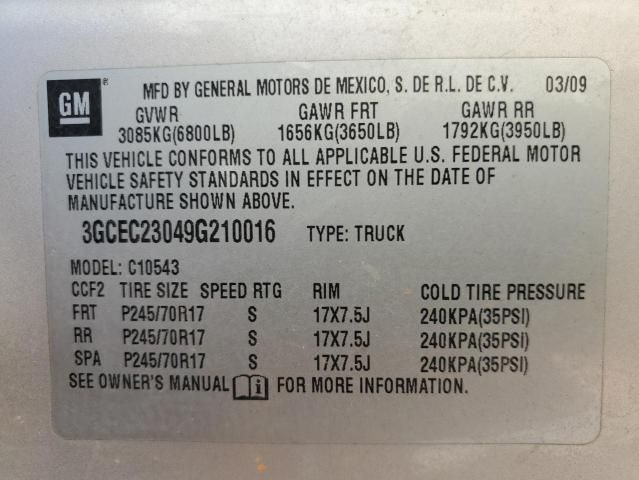 GM ®
MFD BY GENERAL MOTORS DE MEXICO, S. DE R.L. DE C.V. 03/09
GVWR GAWR FRT GAWR RR
3085KG(6800LB) 1656KG(3650LB) 1792KG(3950LB)
THIS VEHICLE CONFORMS TO ALL APPLICABLE U.S. FEDERAL MOTOR
VEHICLE SAFETY STANDARDS IN EFFECT ON THE DATE OF
MANUFACTURE SHOWN ABOVE.
3GCEC23049G210016 TYPE: TRUCK
MODEL: C10543
CCF2 TIRE SIZE SPEED RTG RIM COLD TIRE PRESSURE
FRT P245/70R17 S 17X7.5J 240KPA(35PSI)
RR P245/70R17 S 17X7.5J 240KPA(35PSI)
SPA P245/70R17 S 17X7.5J 240KPA(35PSI)
SEE OWNER'S MANUAL i FOR MORE INFORMATION.